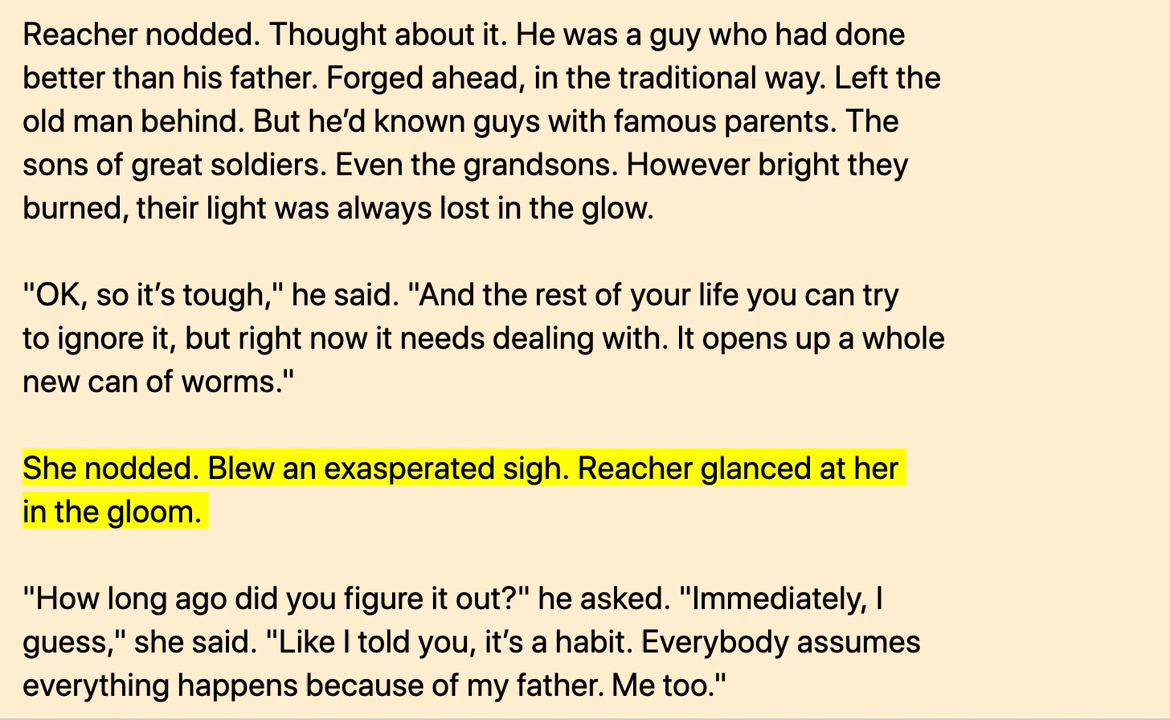 Reacher nodded. Thought about it. He was a guy who had done
better than his father. Forged ahead, in the traditional way. Left the
old man behind. But he’d known guys with famous parents. The
sons of great soldiers. Even the grandsons. However bright they
burned, their light was always lost in the glow.
"OK, so it’s tough," he said. "And the rest of your life you can try
to ignore it, but right now it needs dealing with. It opens up a whole
new can of worms."
She nodded. Blew an exasperated sigh. Reacher glanced at her
in the gloom.
"How long ago did you figure it out?" he asked. "Immediately, I
guess," she said. "Like I told you, it’s a habit. Everybody assumes
everything happens because of my father. Me too."